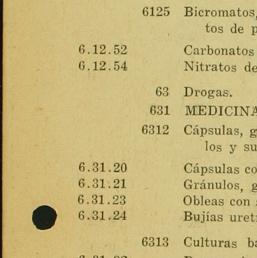 6125 Bicromatos,
tos de p
6.12.52 Carbonatos
6.12.54 Nitratos de
63 Drogas.
631 MEDICINA
6312 Cápsulas, g
los y su
6.31.20 Cápsulas co
6.31.21 Gránulos, g
6.31.23 Obleas con
6.31.24 Bujías uret
6313 Culturas ba